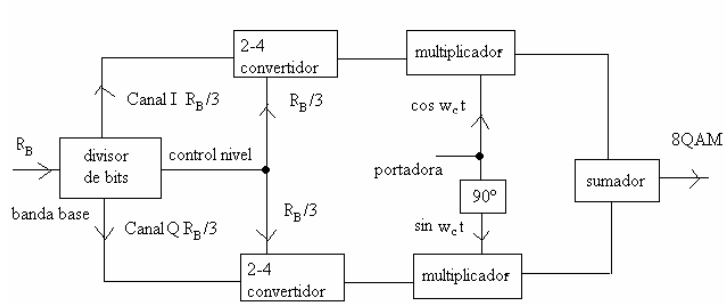 2-4
convertidor
multiplicador
Canal I R_B/3
R_B/3
cos w_c t
R_B
divisor
de bits
control nivel
portadora
8QAM
sumador
90º
banda base
Canal Q R_B/3
R_B/3
sin w_c t
2-4
convertidor
multiplicador